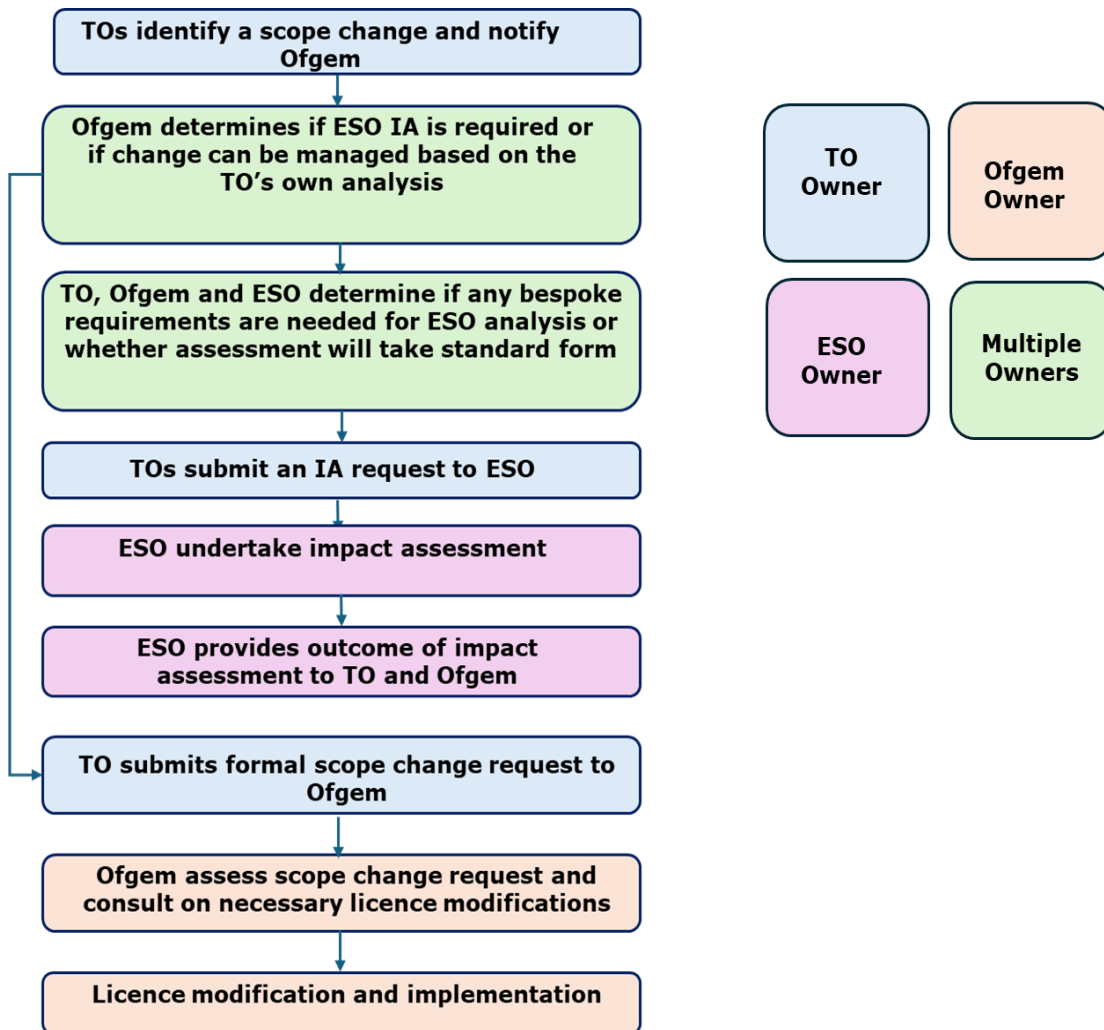 TOs identify a scope change and notify
Ofgem
Ofgem determines if ESO IA is required or
if change can be managed based on the
TO’s own analysis
TO, Ofgem and ESO determine if any bespoke
requirements are needed for ESO analysis or
whether assessment will take standard form
TOs submit an IA request to ESO
ESO undertake impact assessment
ESO provides outcome of impact
assessment to TO and Ofgem
TO submits formal scope change request to
Ofgem
Ofgem assess scope change request and
consult on necessary licence modifications
Licence modification and implementation
TO
Owner
Ofgem
Owner
ESO
Owner
Multiple
Owners